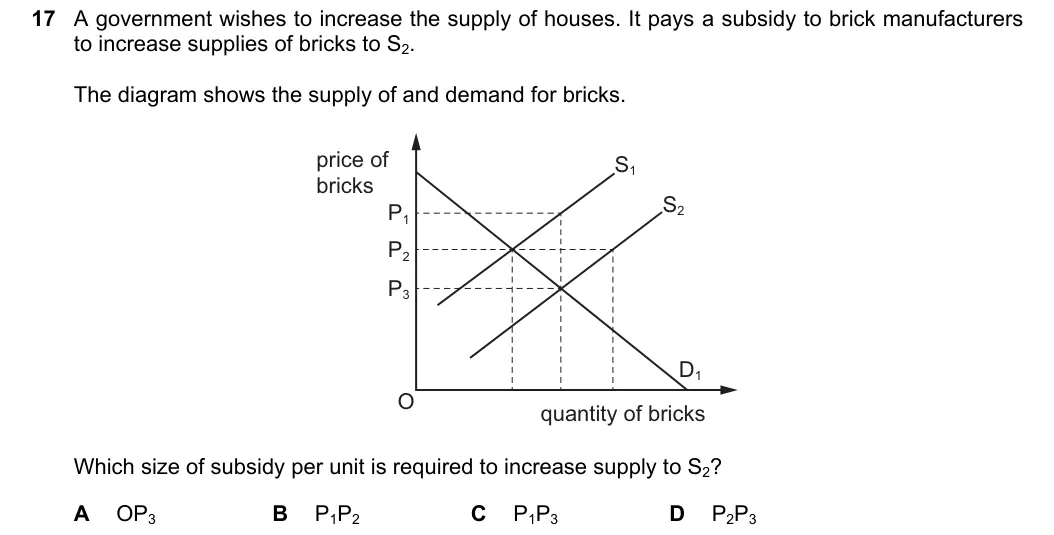 17 A government wishes to increase the supply of houses. It pays a subsidy to brick manufacturers
to increase supplies of bricks to S₂.
The diagram shows the supply of and demand for bricks.
price of
bricks
S₁
S₂
P₁
P₂
P₃
D₁
O
quantity of bricks
Which size of subsidy per unit is required to increase supply to S₂?
A OP₃ B P₁P₂ C P₁P₃ D P₂P₃